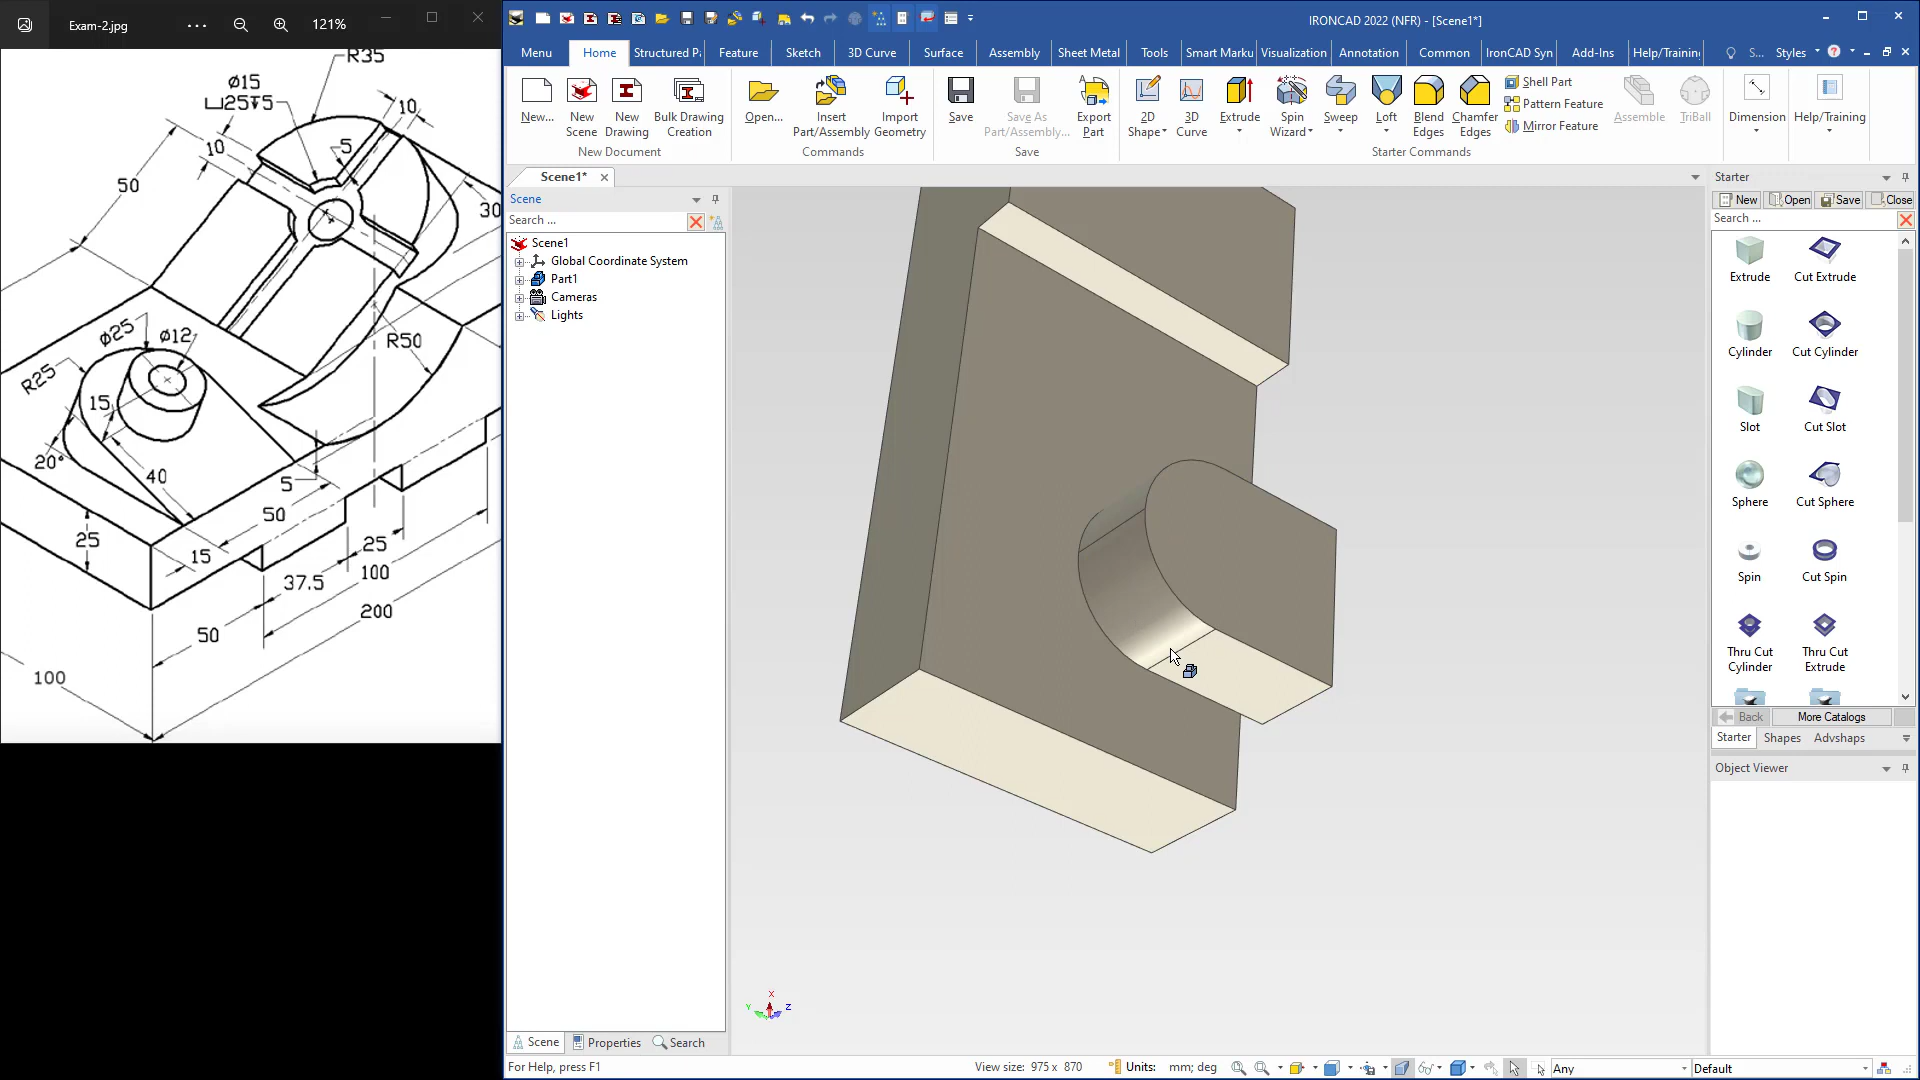 Exam-2.jpg
121%
IRONCAD 2022 (NFR) - [Scene1*]
Menu
Home
Structured P
Feature
Sketch
3D Curve
Surface
Assembly
Sheet Metal
Tools
Smart Marku
Visualization
Annotation
Common
IronCAD Syn
Add-Ins
Help/Training
S...
Styles
New...
New Scene
New Drawing
Bulk Drawing Creation
New Document
Open...
Insert Part/Assembly
Import Geometry
Commands
Save
Save As Part/Assembly...
Export Part
Save
2D Shape
3D Curve
Extrude
Spin Wizard
Sweep
Loft
Blend Edges
Chamfer Edges
Shell Part
Pattern Feature
Mirror Feature
Assemble
TriBall
Starter Commands
Dimension
Help/Training
Scene1*
Scene
Search ...
Scene1
Global Coordinate System
Part1
Cameras
Lights
R35
ø15
⌴25↧5
10
10
5
50
30
R50
ø25
ø12
R25
15
20°
40
5
50
25
15
25
37.5
100
200
50
100
X
Y
Z
Starter
New
Open
Save
Close
Search ...
Extrude
Cut Extrude
Cylinder
Cut Cylinder
Slot
Cut Slot
Sphere
Cut Sphere
Spin
Cut Spin
Thru Cut Cylinder
Thru Cut Extrude
Back
More Catalogs
Starter
Shapes
Advshaps
Object Viewer
Scene
Properties
Search
For Help, press F1
View size: 975 x 870
Units:
mm; deg
Any
Default